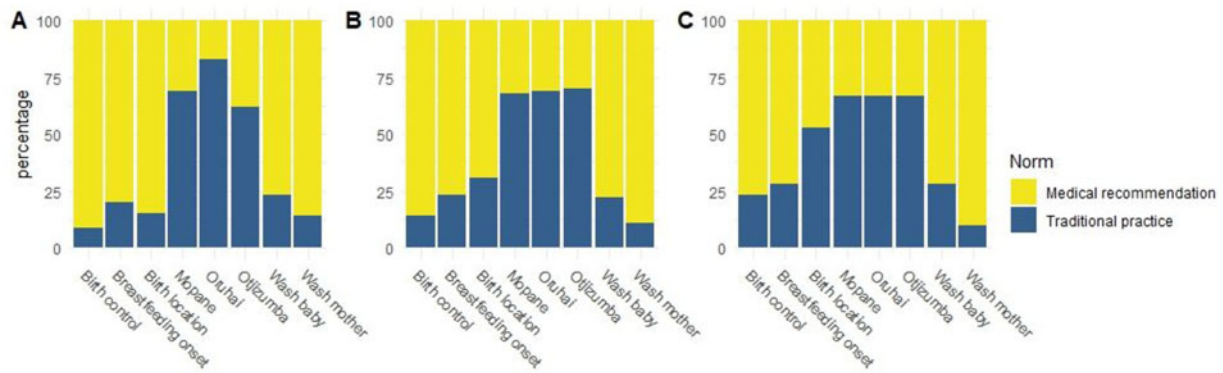 A
B
C
percentage
100
75
50
25
0
Birth control
Breastfeeding onset
Birth location
Mopane
Oruhai
Otjizumba
Wash baby
Wash mother
100
75
50
25
0
Birth control
Breastfeeding onset
Birth location
Mopane
Oruhai
Otjizumba
Wash baby
Wash mother
100
75
50
25
0
Birth control
Breastfeeding onset
Birth location
Mopane
Oruhai
Otjizumba
Wash baby
Wash mother
Norm
Medical recommendation
Traditional practice